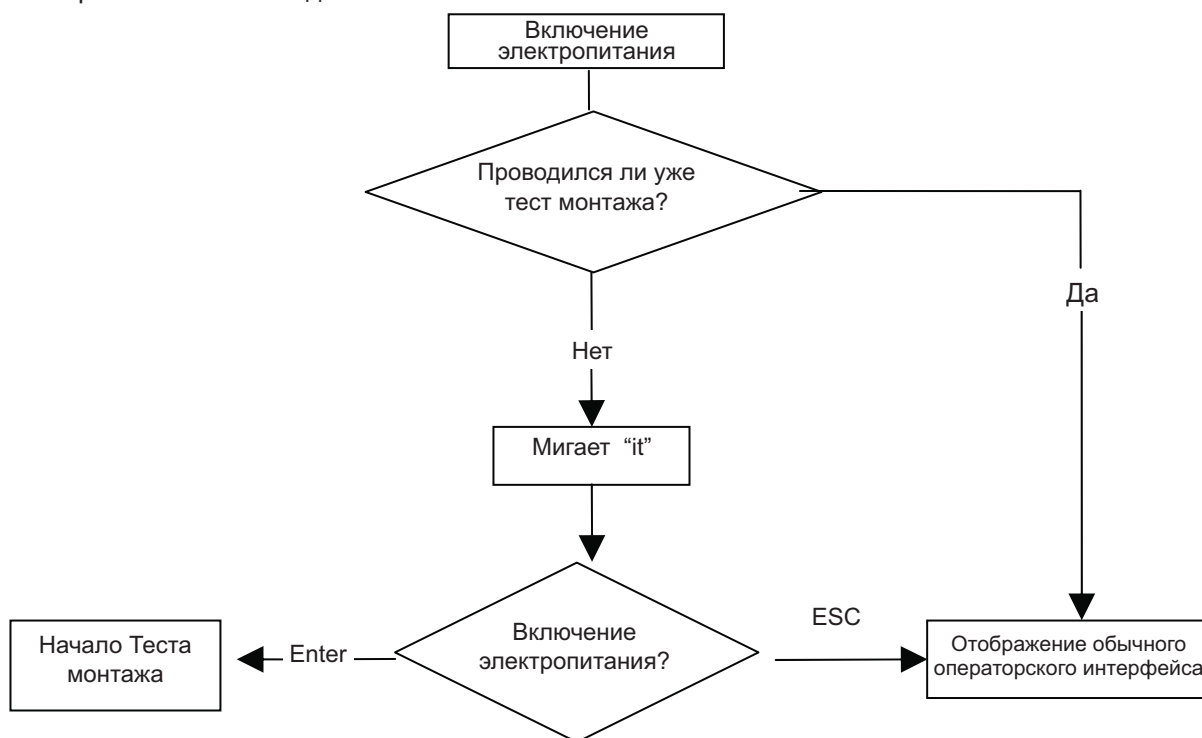 Включение
электропитания
Проводился ли уже
тест монтажа?
Да
Нет
Мигает “it”
Включение
электропитания?
ESC
Enter
Начало Теста
монтажа
Отображение обычного
операторского интерфейса